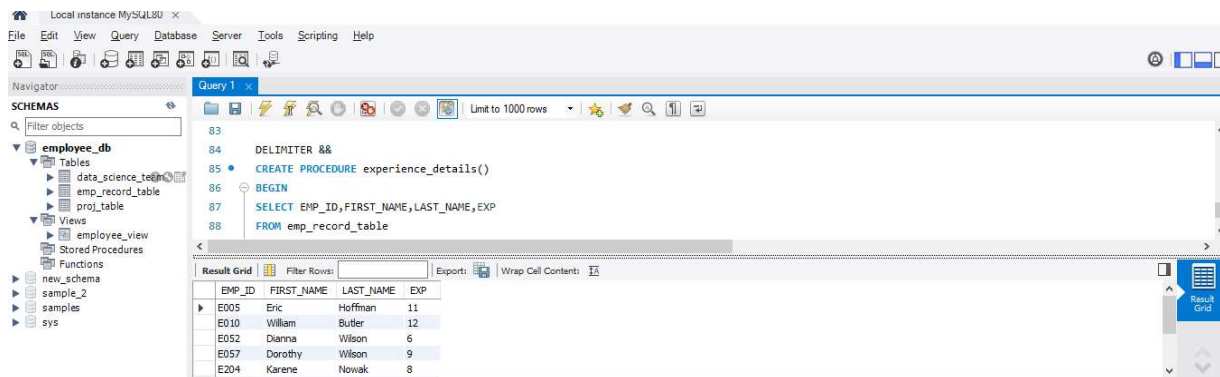 Local instance MySQL80 ×
File Edit View Query Database Server Tools Scripting Help
Navigator
Query 1 ×
SCHEMAS
Limit to 1000 rows
Filter objects
83
employee_db
84 DELIMITER &&
Tables
85 CREATE PROCEDURE experience_details()
data_science_team
86 BEGIN
emp_record_table
87 SELECT EMP_ID,FIRST_NAME,LAST_NAME,EXP
proj_table
88 FROM emp_record_table
Views
employee_view
Stored Procedures
Functions
new_schema
sample_2
samples
sys
Result Grid Filter Rows: Export: Wrap Cell Content: IA
EMP_ID FIRST_NAME LAST_NAME EXP
E005 Eric Hoffman 11
E010 William Butler 12
E052 Dianna Wilson 6
E057 Dorothy Wilson 9
E204 Karene Nowak 8
Result
Grid